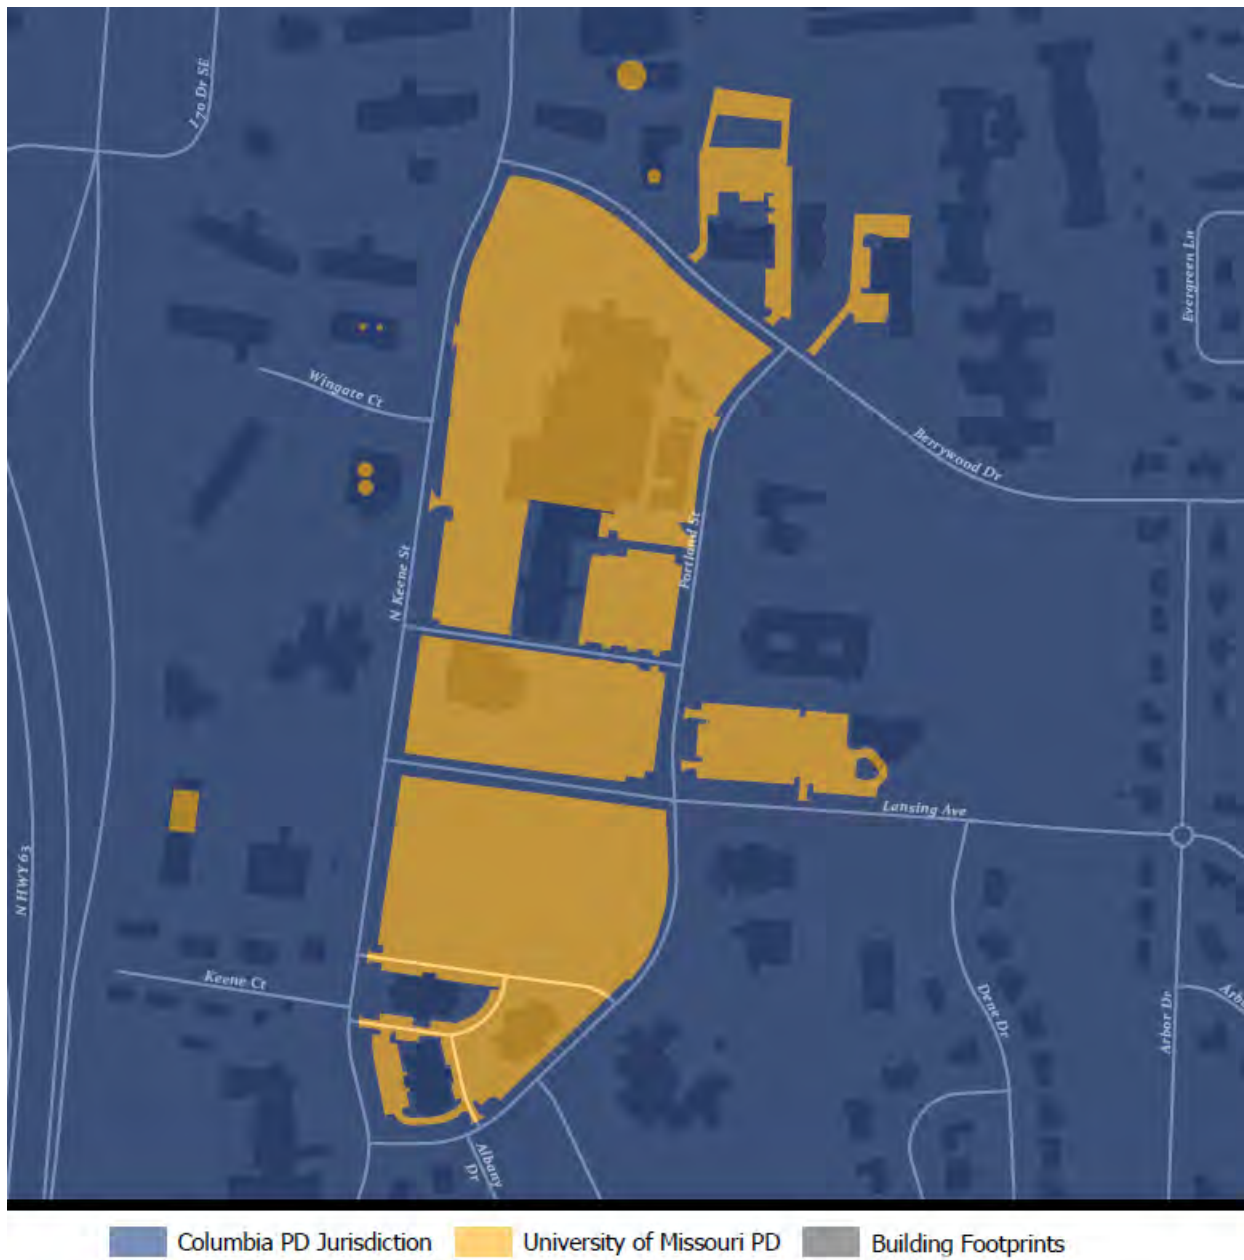 I 70 Dr SE
Evergreen Ln
Wingate Ct
Berrywood Dr
Portland St
N Keene St
Lansing Ave
N HWY 63
Keene Ct
Dene Dr
Arbor Dr
Albany
Dr
Columbia PD Jurisdiction
University of Missouri PD
Building Footprints